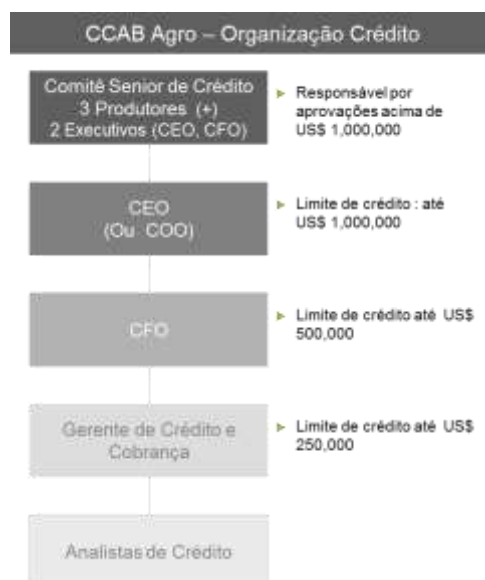 CCAB Agro – Organização Crédito
Comitê Senior de Crédito
3 Produtores (+)
2 Executivos (CEO, CFO)
Responsável por
aprovações acima de
US$ 1,000,000
CEO
(Ou COO)
Limite de crédito : até
US$ 1,000,000
CFO
Limite de crédito até US$
500,000
Gerente de Crédito e
Cobrança
Limite de crédito até US$
250,000
Analistas de Crédito